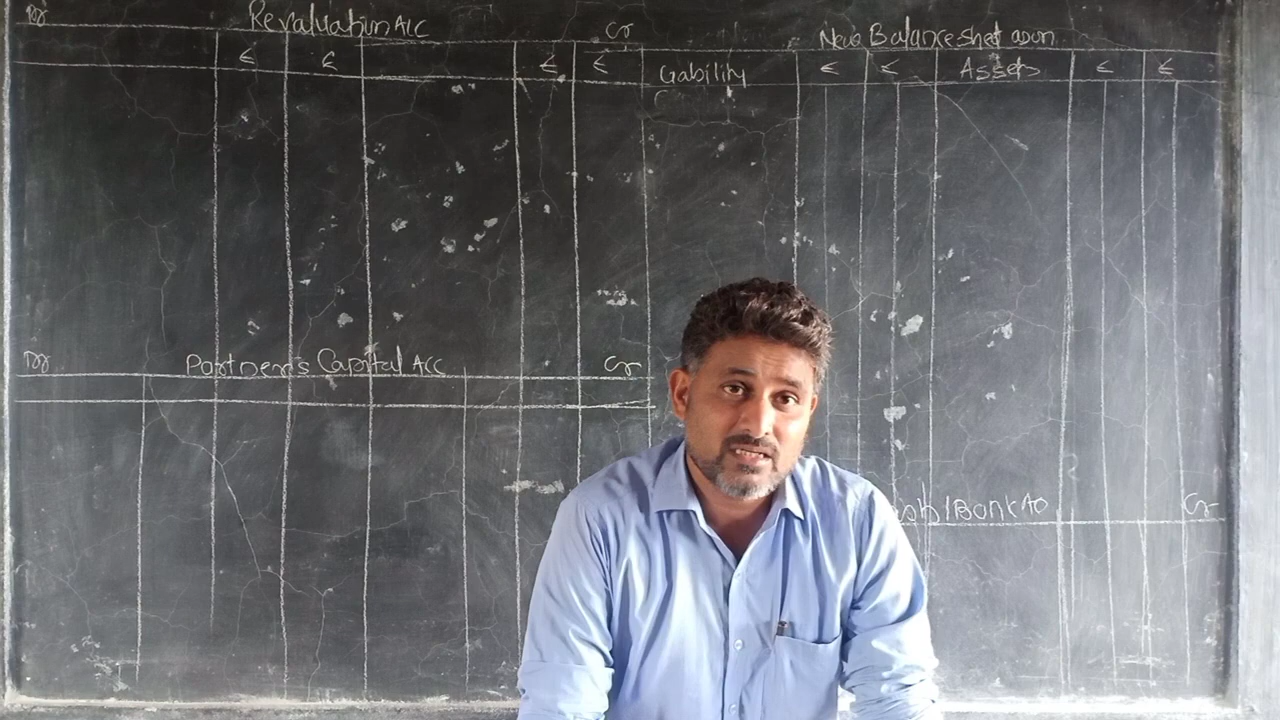 Dr Revaluation A/C Cr
₹ ₹ ₹ ₹
New Balance sheet as on
Liability ₹ ₹ Assets ₹ ₹
Dr Partner's Capital A/C Cr
/Bank A/c Cr